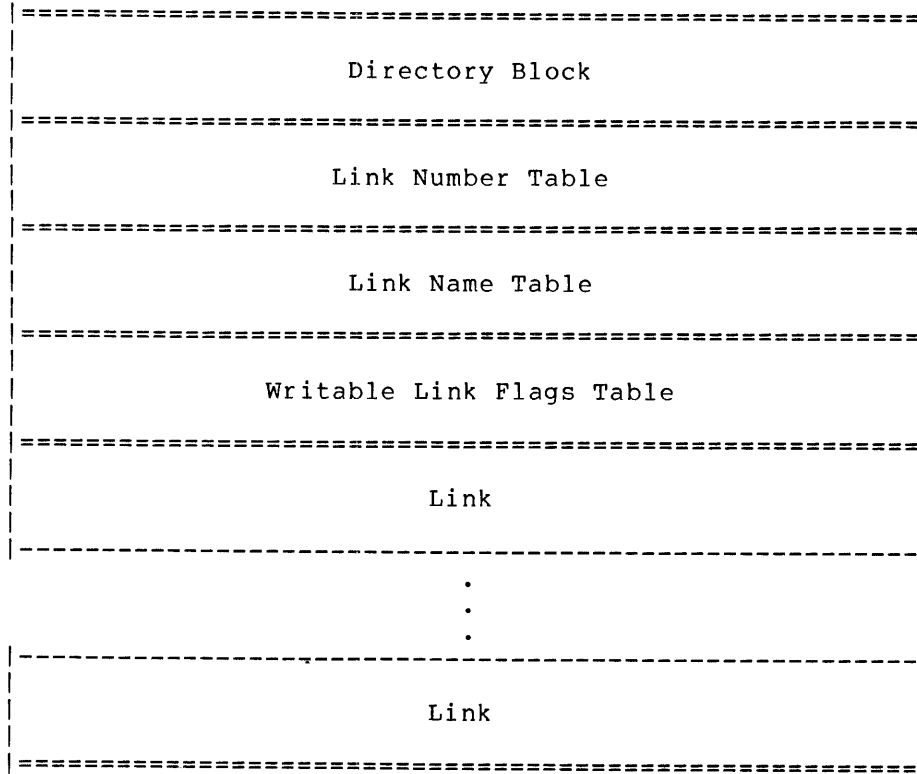 Directory Block
Link Number Table
Link Name Table
Writable Link Flags Table
Link
Link